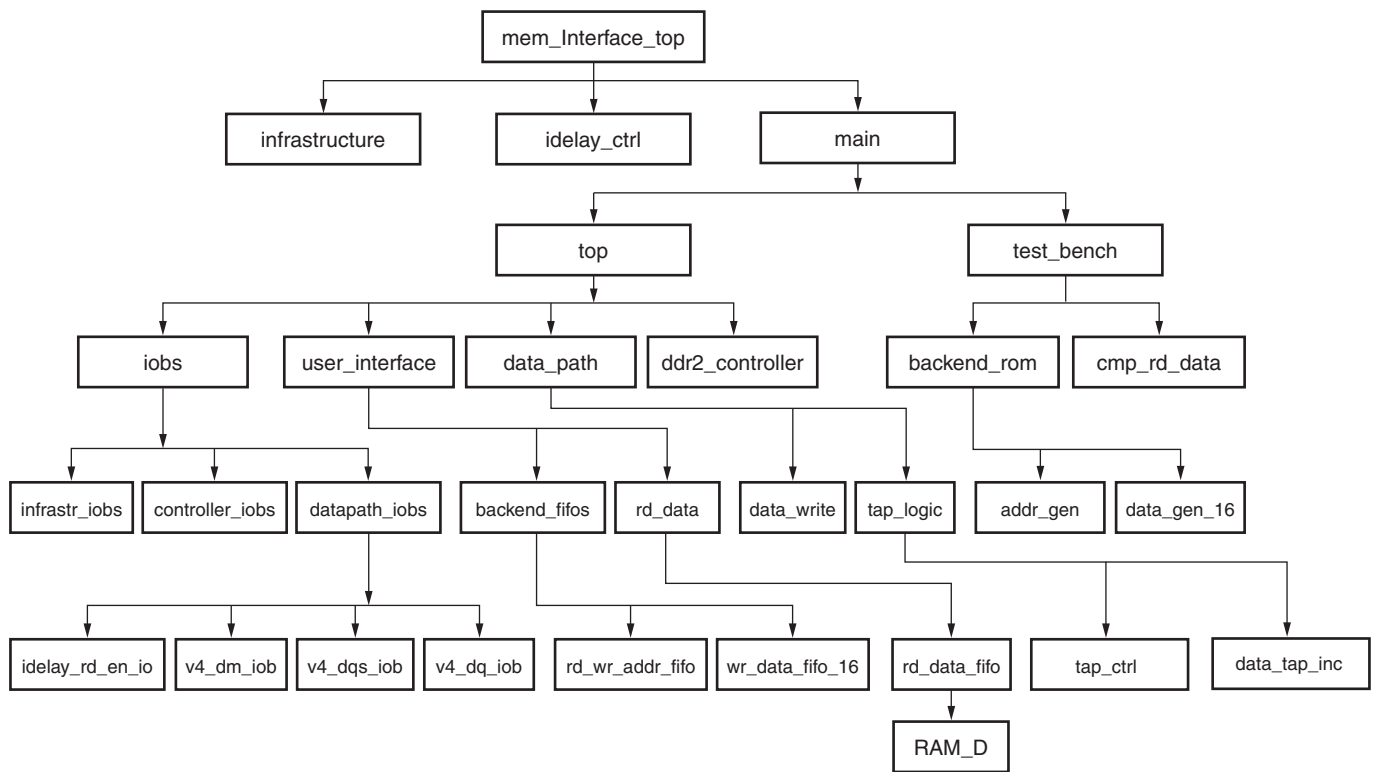 mem_Interface_top
infrastructure
idelay_ctrl
main
top
test_bench
iobs
user_interface
data_path
ddr2_controller
backend_rom
cmp_rd_data
infrastr_iobs
controller_iobs
datapath_iobs
backend_fifos
rd_data
data_write
tap_logic
addr_gen
data_gen_16
idelay_rd_en_io
v4_dm_iob
v4_dqs_iob
v4_dq_iob
rd_wr_addr_fifo
wr_data_fifo_16
rd_data_fifo
tap_ctrl
data_tap_inc
RAM_D